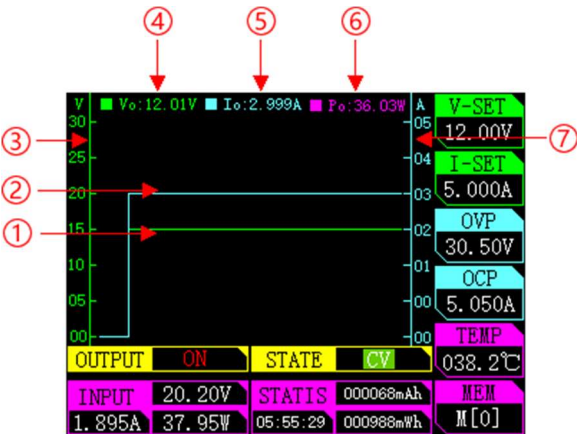 ④ ⑤ ⑥
V Vo:12.01V Io:2.999A Po:36.03W A
30
25
20
15
10
05
00
05
04
03
02
01
00
00
③
②
①
⑦
V-SET
12.00V
I-SET
5.000A
OVP
30.50V
OCP
5.050A
TEMP
038.2℃
MEM
M[0]
OUTPUT ON STATE CV
INPUT 20.20V STATIS 000068mAh
1.895A 37.95W 05:55:29 000988mWh